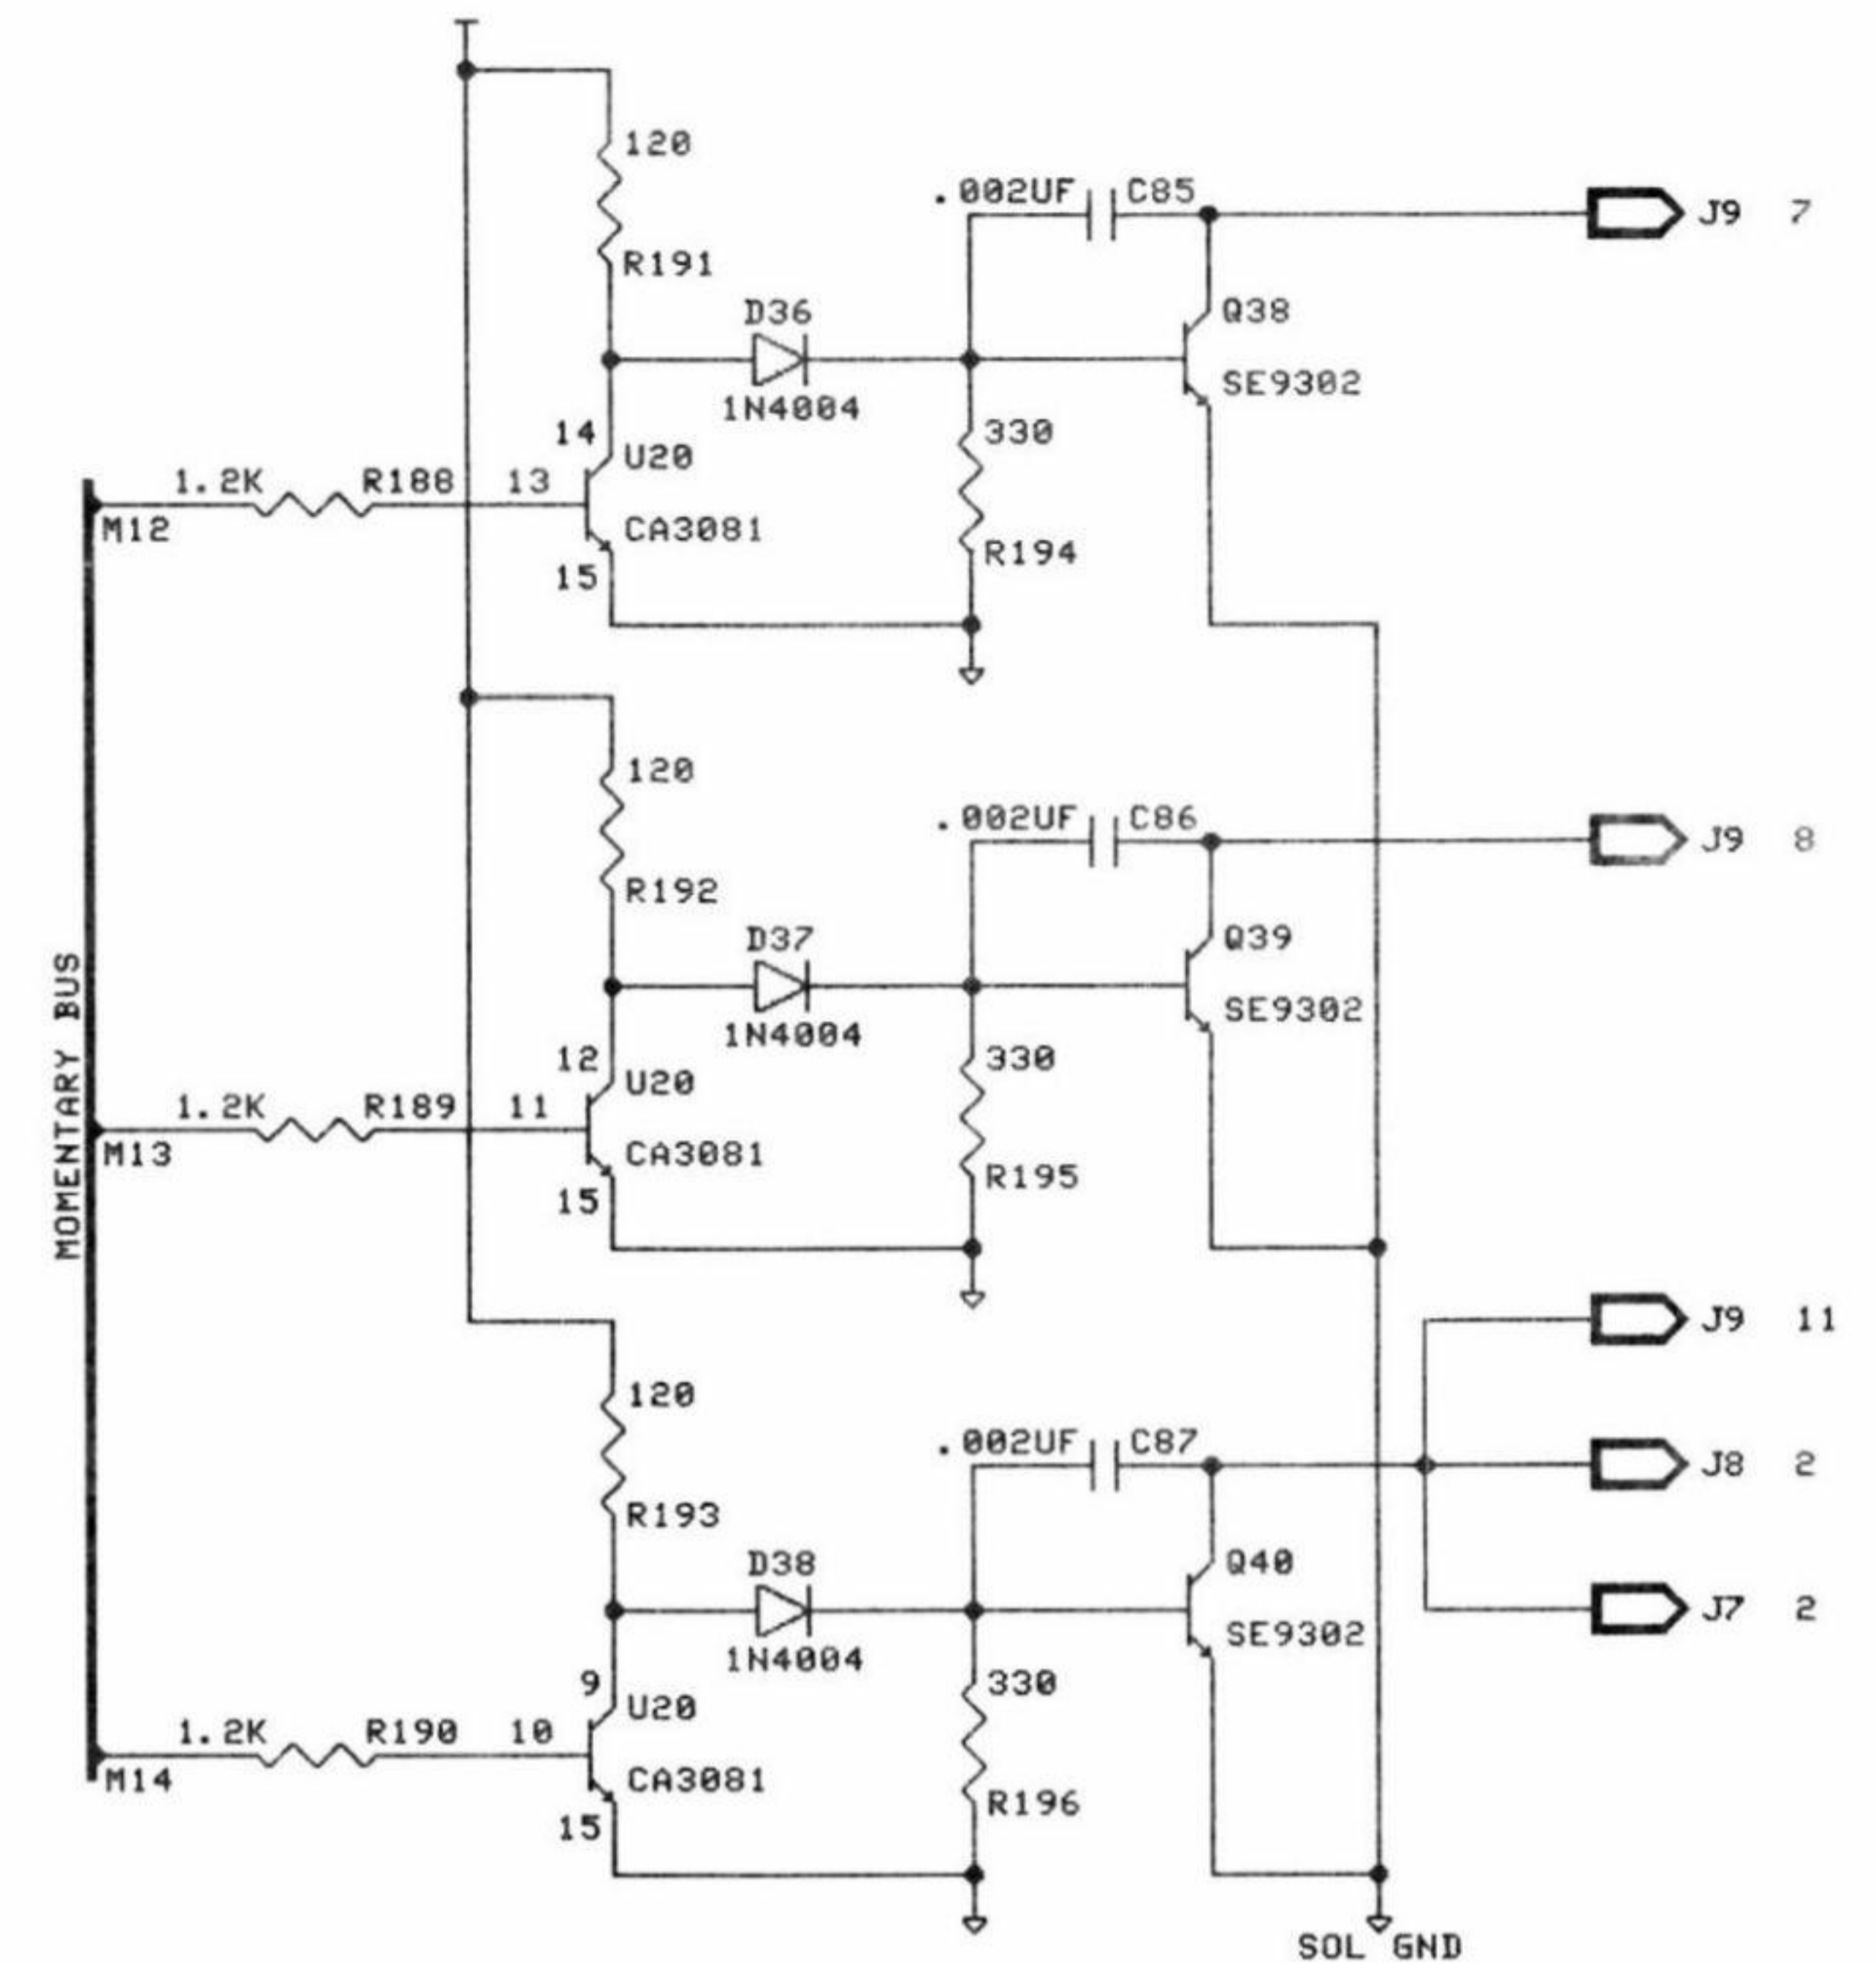 120
.002UF C85
J9 7
R191
D36
Q38
SE9302
1N4004
14
U20
330
1.2K R188 13
M12
CA3081
R194
15
120
.002UF C86
J9 8
R192
D37
Q39
SE9302
1N4004
12
U20
330
1.2K R189 11
M13
CA3081
R195
15
MOMENTARY BUS
J9 11
120
.002UF C87
J8 2
R193
D38
Q40
J7 2
SE9302
1N4004
9
U20
330
1.2K R190 10
M14
CA3081
R196
15
SOL GND